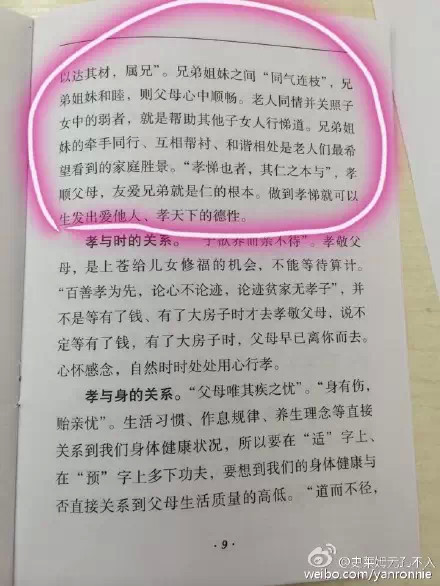 以达其材，属兄”。兄弟姐妹之间“同气连枝”，兄
弟姐妹和睦，则父母心中顺畅。老人同情并关照子
女中的弱者，就是帮助其他子女人行悌道。兄弟姐
妹的牵手同行、互相帮衬、和谐相处是老人们最希
望看到的家庭胜景。“孝悌也者，其仁之本与”，孝
顺父母，友爱兄弟就是仁的根本。做到孝悌就可以
生发出爱他人、孝天下的德性。
孝与时的关系。“子欲养而亲不待”。孝敬父
母，是上苍给儿女修福的机会，不能等待算计。
“百善孝为先，论心不论迹，论迹贫家无孝子”，并
不是等有了钱、有了大房子时才去孝敬父母，说不
定等有了钱，有了大房子时，父母早已离你而去。
心怀感念，自然时时处处用心行孝。
孝与身的关系。“父母唯其疾之忧”。“身有伤，
贻亲忧”。生活习惯、作息规律、养生理念等直接
关系到我们身体健康状况，所以要在“适”字上、
在“预”字上多下功夫，要想到我们的身体健康与
否直接关系到父母生活质量的高低。“道而不径，
· 9 ·
@史莱姆元孔不入
weibo.com/yanronnie